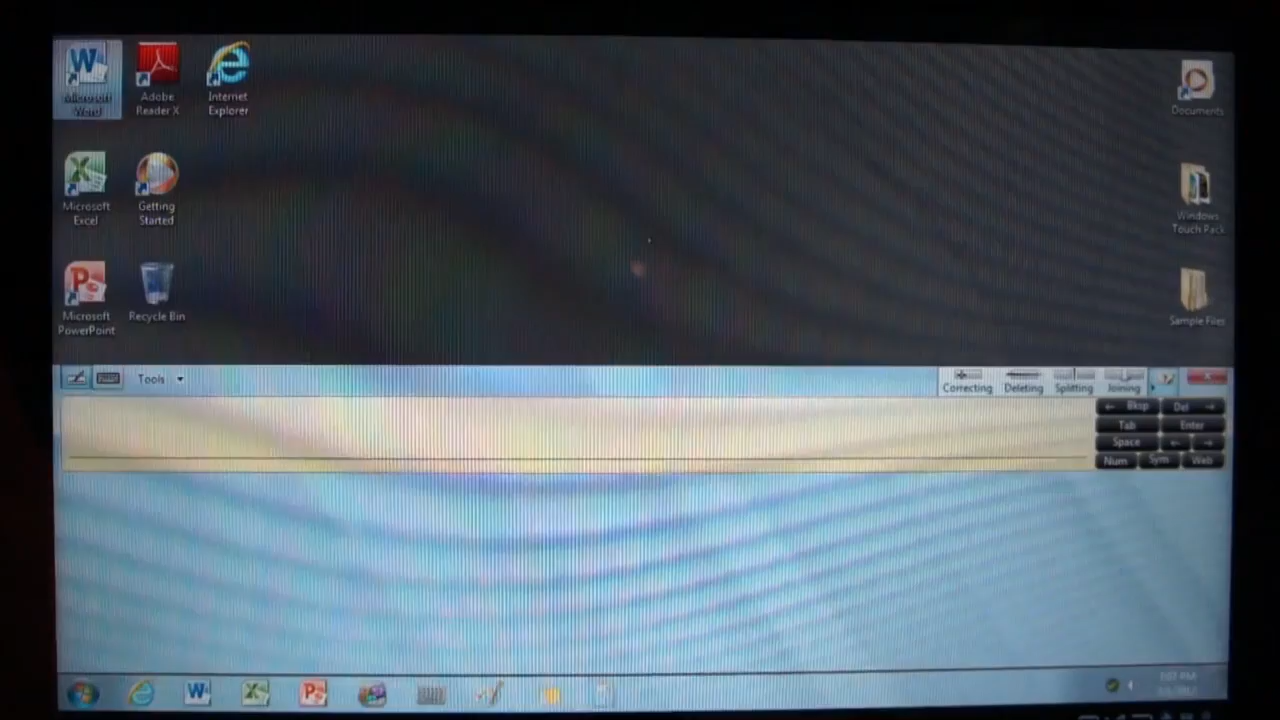 Microsoft Word
Adobe Reader X
Internet Explorer
Documents
Microsoft Excel
Getting Started
Windows Touch Pack
Microsoft PowerPoint
Recycle Bin
Sample Files
Tools
Correcting Deleting Splitting Joining
← Bksp Del →
Tab Enter
Space ← →
Num Sym Web